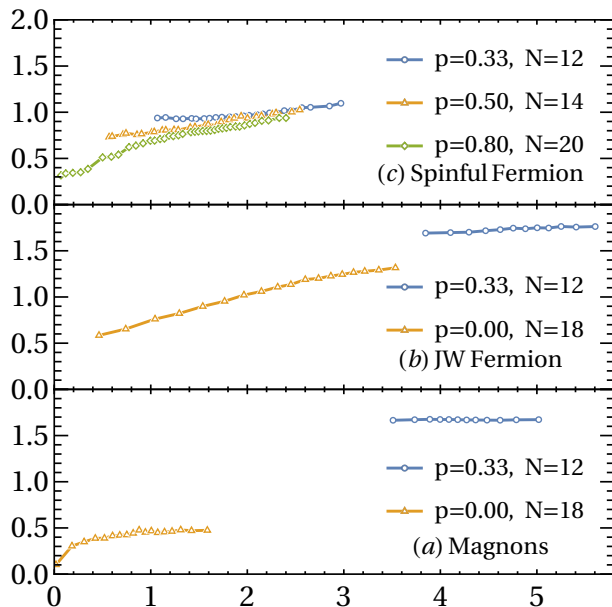 2.0
1.5
1.0
0.5
0.0
p=0.33, N=12
p=0.50, N=14
p=0.80, N=20
(c) Spinful Fermion
1.5
1.0
0.5
0.0
p=0.33, N=12
p=0.00, N=18
(b) JW Fermion
1.5
1.0
0.5
0.0
p=0.33, N=12
p=0.00, N=18
(a) Magnons
0 1 2 3 4 5